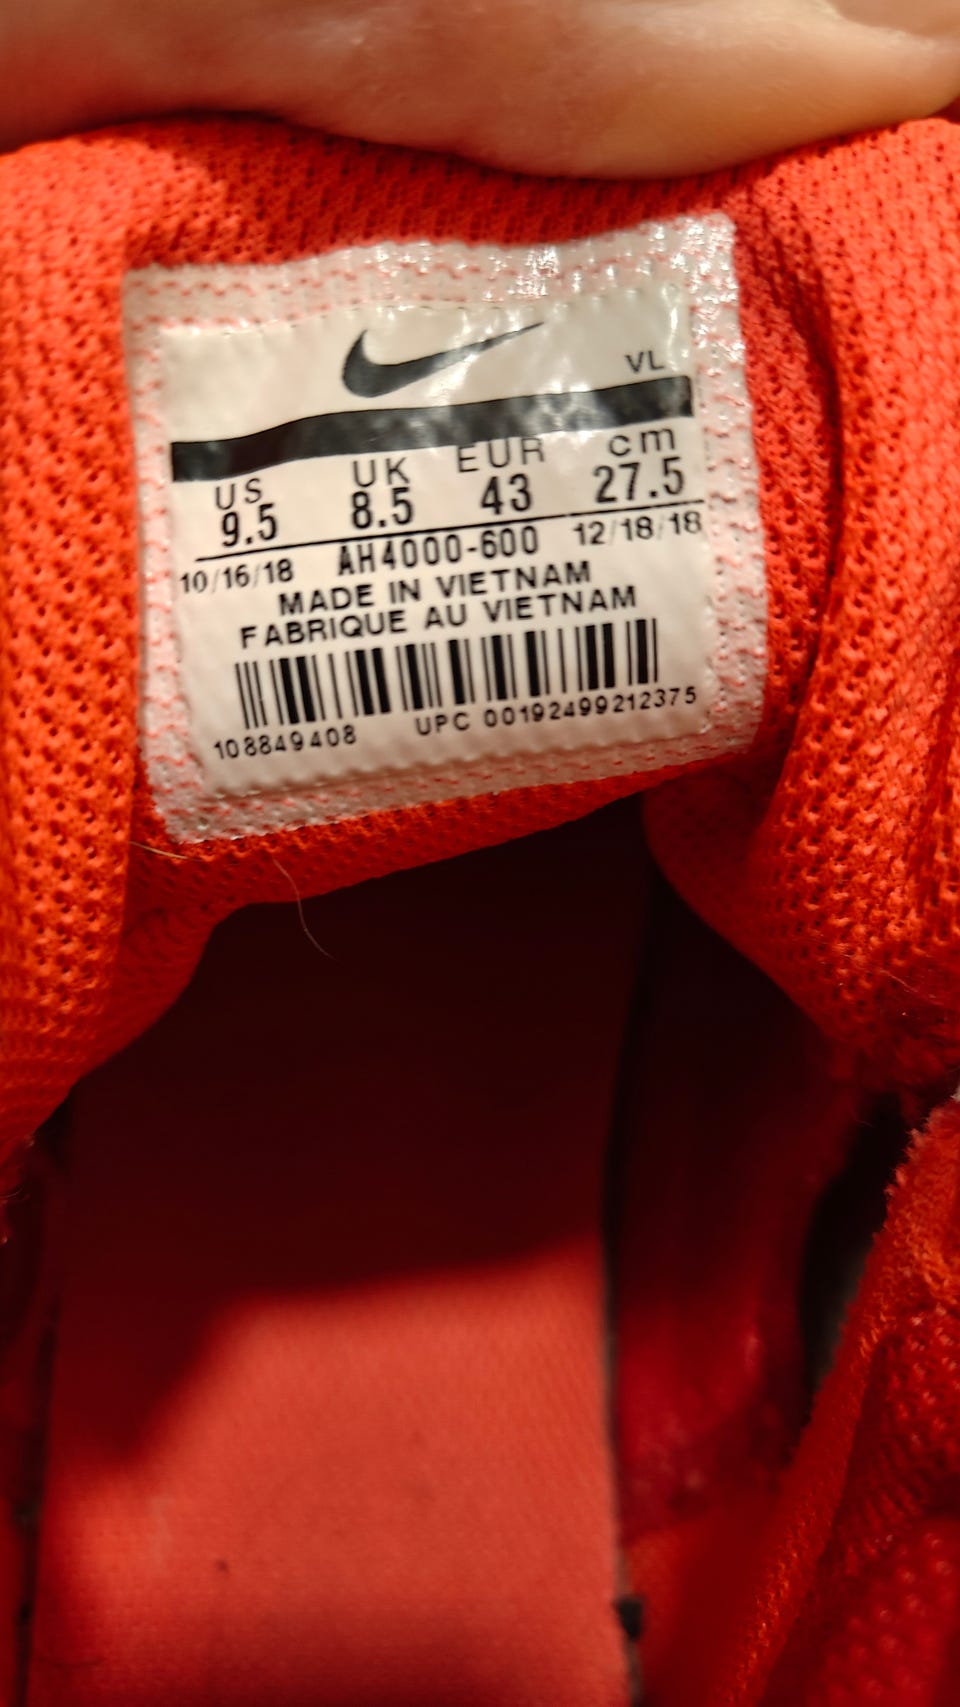 VL
US UK EUR cm
9.5 8.5 43 27.5
10/16/18 AH4000-600 12/18/18
MADE IN VIETNAM
FABRIQUE AU VIETNAM
108849408 UPC 00192499212375